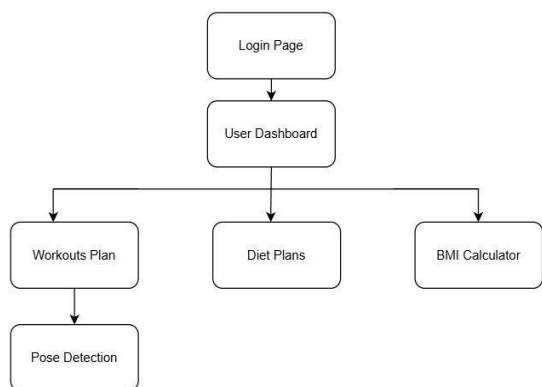 Login Page
User Dashboard
Workouts Plan
Diet Plans
BMI Calculator
Pose Detection